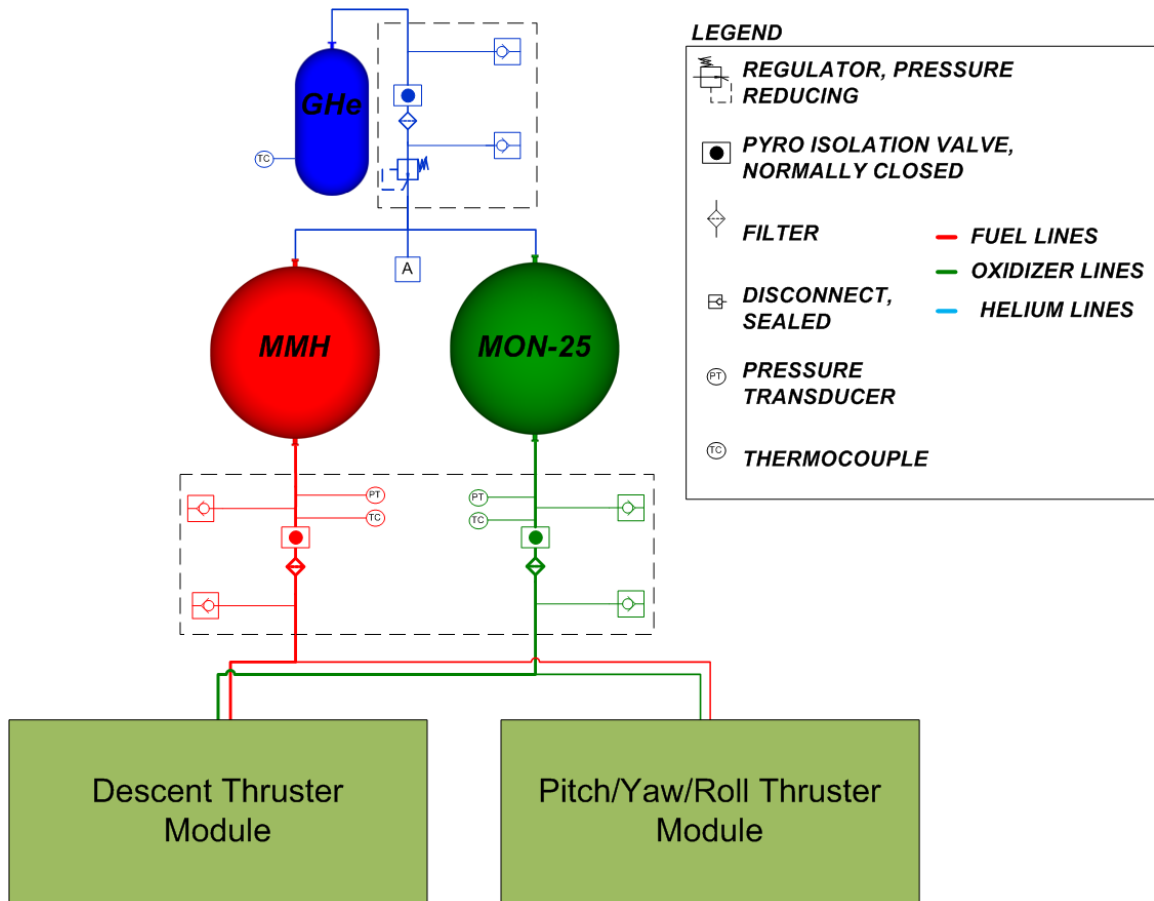 GHe
TC
A
MMH
MON-25
PT
TC
PT
TC
Descent Thruster
Module
Pitch/Yaw/Roll Thruster
Module
LEGEND
REGULATOR, PRESSURE
REDUCING
PYRO ISOLATION VALVE,
NORMALLY CLOSED
FILTER
DISCONNECT,
SEALED
PT
PRESSURE
TRANSDUCER
TC
THERMOCOUPLE
FUEL LINES
OXIDIZER LINES
HELIUM LINES